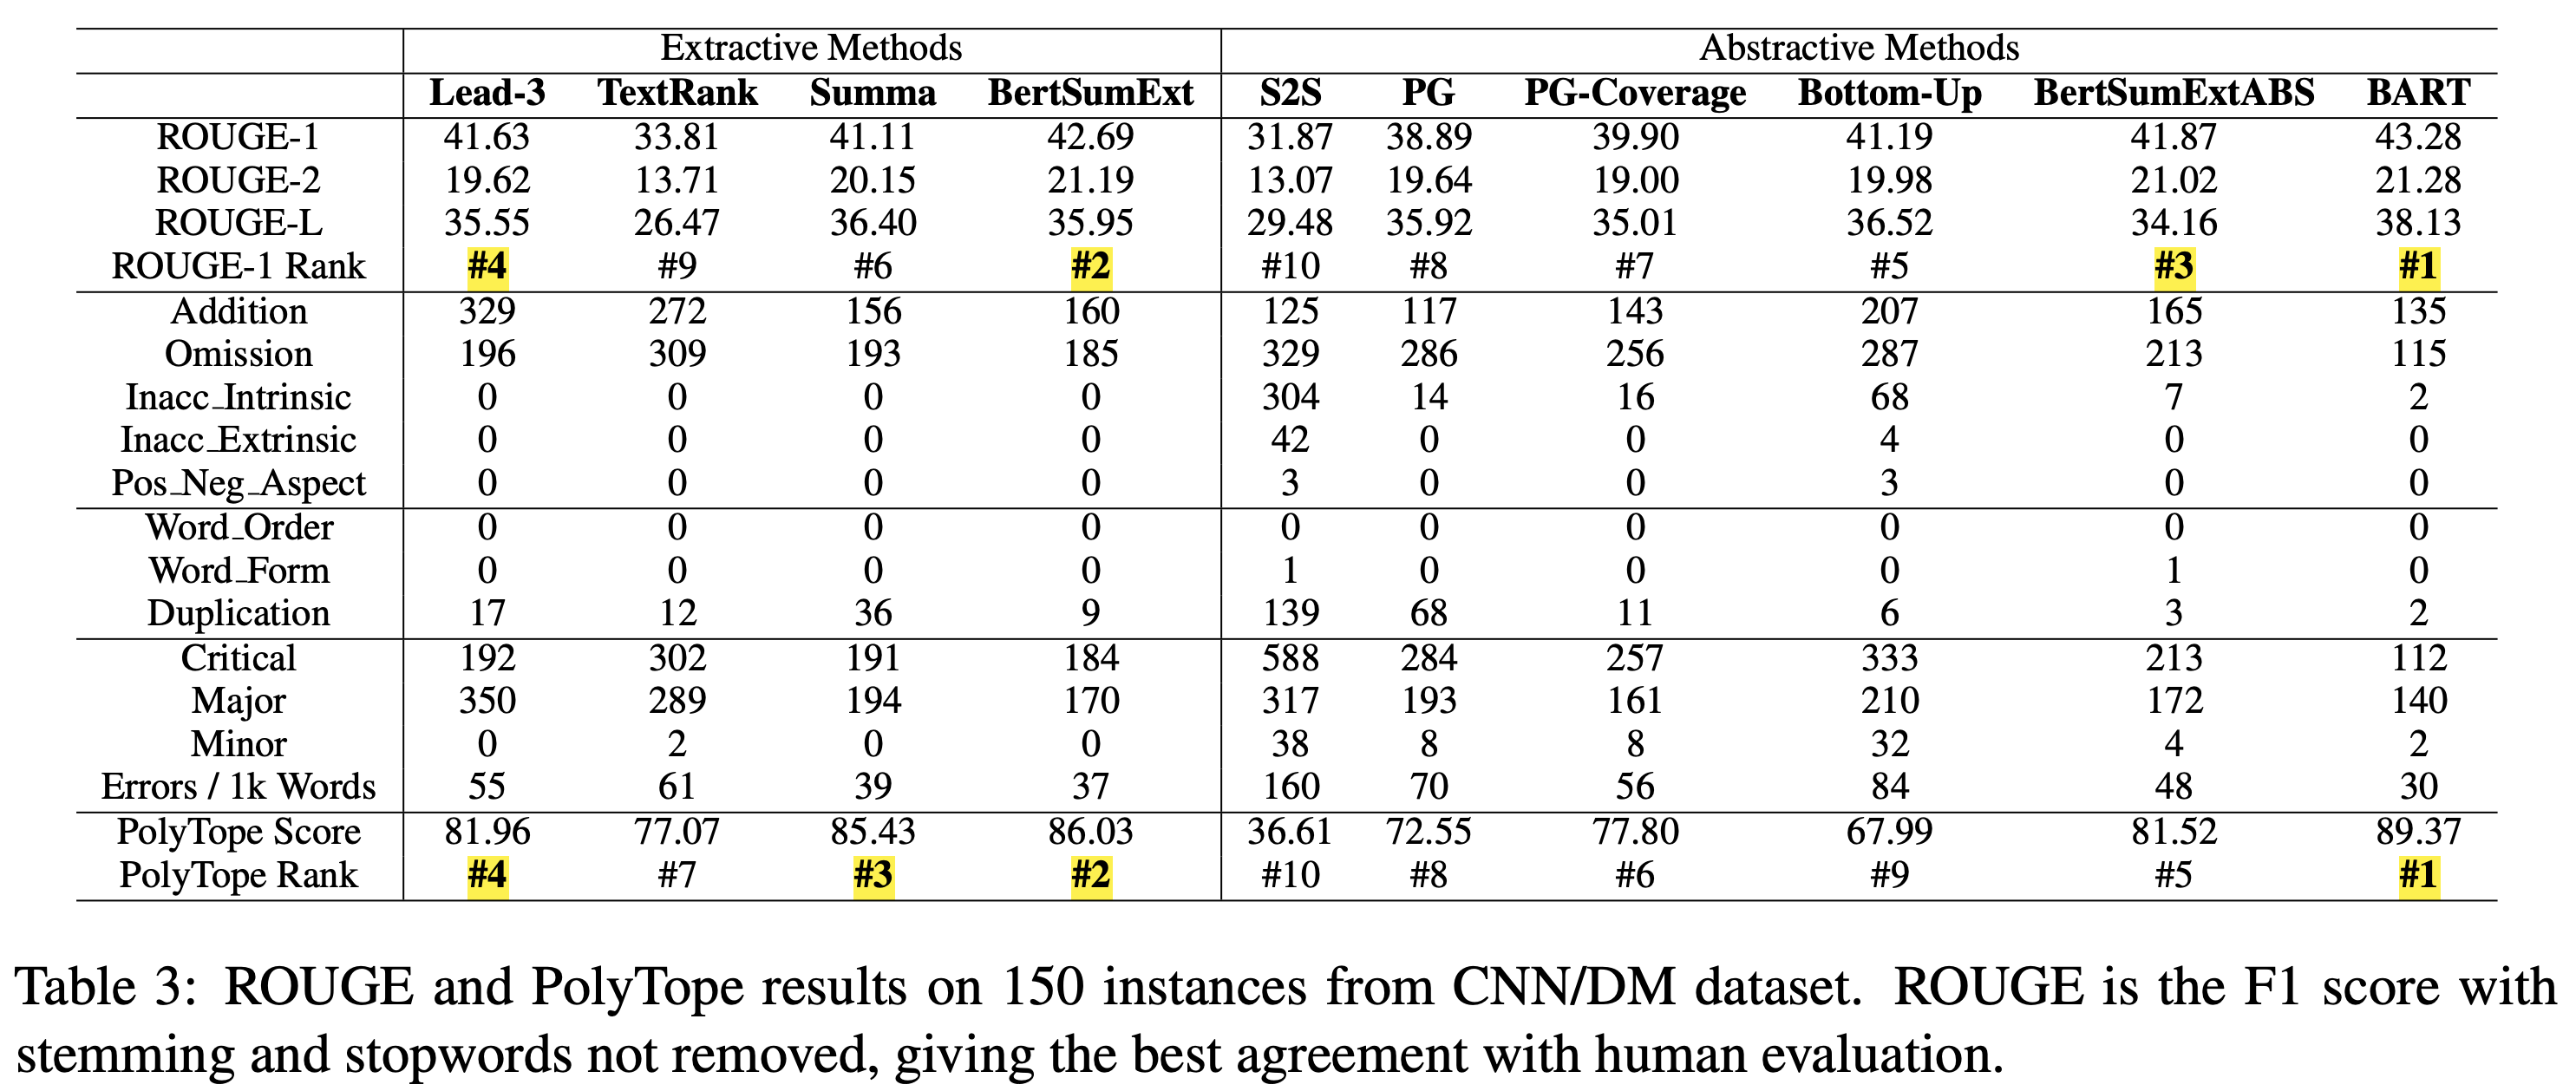 Extractive Methods Abstractive Methods
Lead-3 TextRank Summa BertSumExt S2S PG PG-Coverage Bottom-Up BertSumExtABS BART
ROUGE-1 41.63 33.81 41.11 42.69 31.87 38.89 39.90 41.19 41.87 43.28
ROUGE-2 19.62 13.71 20.15 21.19 13.07 19.64 19.00 19.98 21.02 21.28
ROUGE-L 35.55 26.47 36.40 35.95 29.48 35.92 35.01 36.52 34.16 38.13
ROUGE-1 Rank #4 #9 #6 #2 #10 #8 #7 #5 #3 #1
Addition 329 272 156 160 125 117 143 207 165 135
Omission 196 309 193 185 329 286 256 287 213 115
Inacc_Intrinsic 0 0 0 0 304 14 16 68 7 2
Inacc_Extrinsic 0 0 0 0 42 0 0 4 0 0
Pos_Neg_Aspect 0 0 0 0 3 0 0 3 0 0
Word_Order 0 0 0 0 0 0 0 0 0 0
Word_Form 0 0 0 0 1 0 0 0 1 0
Duplication 17 12 36 9 139 68 11 6 3 2
Critical 192 302 191 184 588 284 257 333 213 112
Major 350 289 194 170 317 193 161 210 172 140
Minor 0 2 0 0 38 8 8 32 4 2
Errors / 1k Words 55 61 39 37 160 70 56 84 48 30
PolyTope Score 81.96 77.07 85.43 86.03 36.61 72.55 77.80 67.99 81.52 89.37
PolyTope Rank #4 #7 #3 #2 #10 #8 #6 #9 #5 #1
Table 3: ROUGE and PolyTope results on 150 instances from CNN/DM dataset. ROUGE is the F1 score with
stemming and stopwords not removed, giving the best agreement with human evaluation.